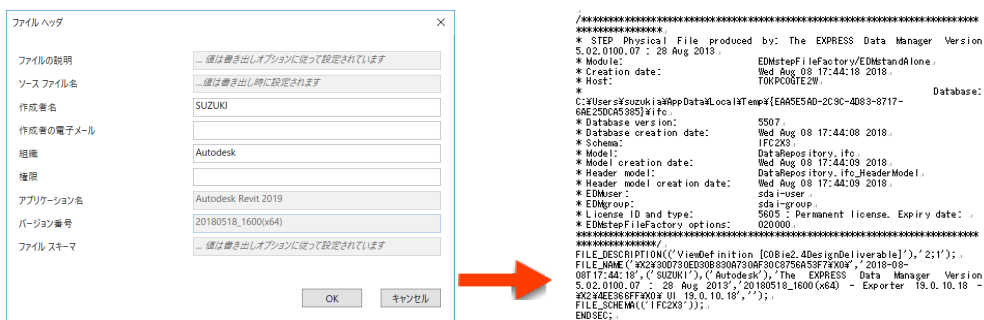 ファイル ヘッダ
ファイルの説明
... 値は書き出しオプションに従って設定されています
ソース ファイル名
...値は書き出し時に設定されます
作成者名
SUZUKI
作成者の電子メール
組織
Autodesk
権限
アプリケーション名
Autodesk Revit 2019
バージョン番号
20180518_1600(x64)
ファイル スキーマ
... 値は書き出しオプションに従って設定されています
OK
キャンセル
/******************************************************************************
*****************
* STEP Physical File produced by: The EXPRESS Data Manager Version
5.02.0100.07 : 28 Aug 2013
* Module: EDMstepFileFactory/EDMstandAlone
* Creation date: Wed Aug 08 17:44:18 2018
* Host: TOKPC0GTE2W
* Database:
C:¥Users¥suzukia¥AppData¥Local¥Temp¥{EAA5E5AD-2C9C-4D83-8717-
6AE25DCA5385}¥ifc
* Database version: 5507
* Database creation date: Wed Aug 08 17:44:08 2018
* Schema: IFC2X3
* Model: DataRepository.ifc
* Model creation date: Wed Aug 08 17:44:09 2018
* Header model: DataRepository.ifc_HeaderModel
* Header model creation date: Wed Aug 08 17:44:09 2018
* EDMuser: sdai-user
* EDMgroup: sdai-group
* License ID and type: 5605 : Permanent license. Expiry date:
* EDMstepFileFactory options: 020000
******************************************************************************
****************/
FILE_DESCRIPTION(('ViewDefinition [COBie2.4DesignDeliverable]'),'2;1');
FILE_NAME('¥X2¥30D730ED30B830A730AF30C8756A53F7¥X0¥','2018-08-
08T17:44:18',('SUZUKI'),('Autodesk'),'The EXPRESS Data Manager Version
5.02.0100.07 : 28 Aug 2013','20180518_1600(x64) - Exporter 19.0.10.18 -
¥X2¥4EE366FF¥X0¥ UI 19.0.10.18','');
FILE_SCHEMA(('IFC2X3'));
ENDSEC;